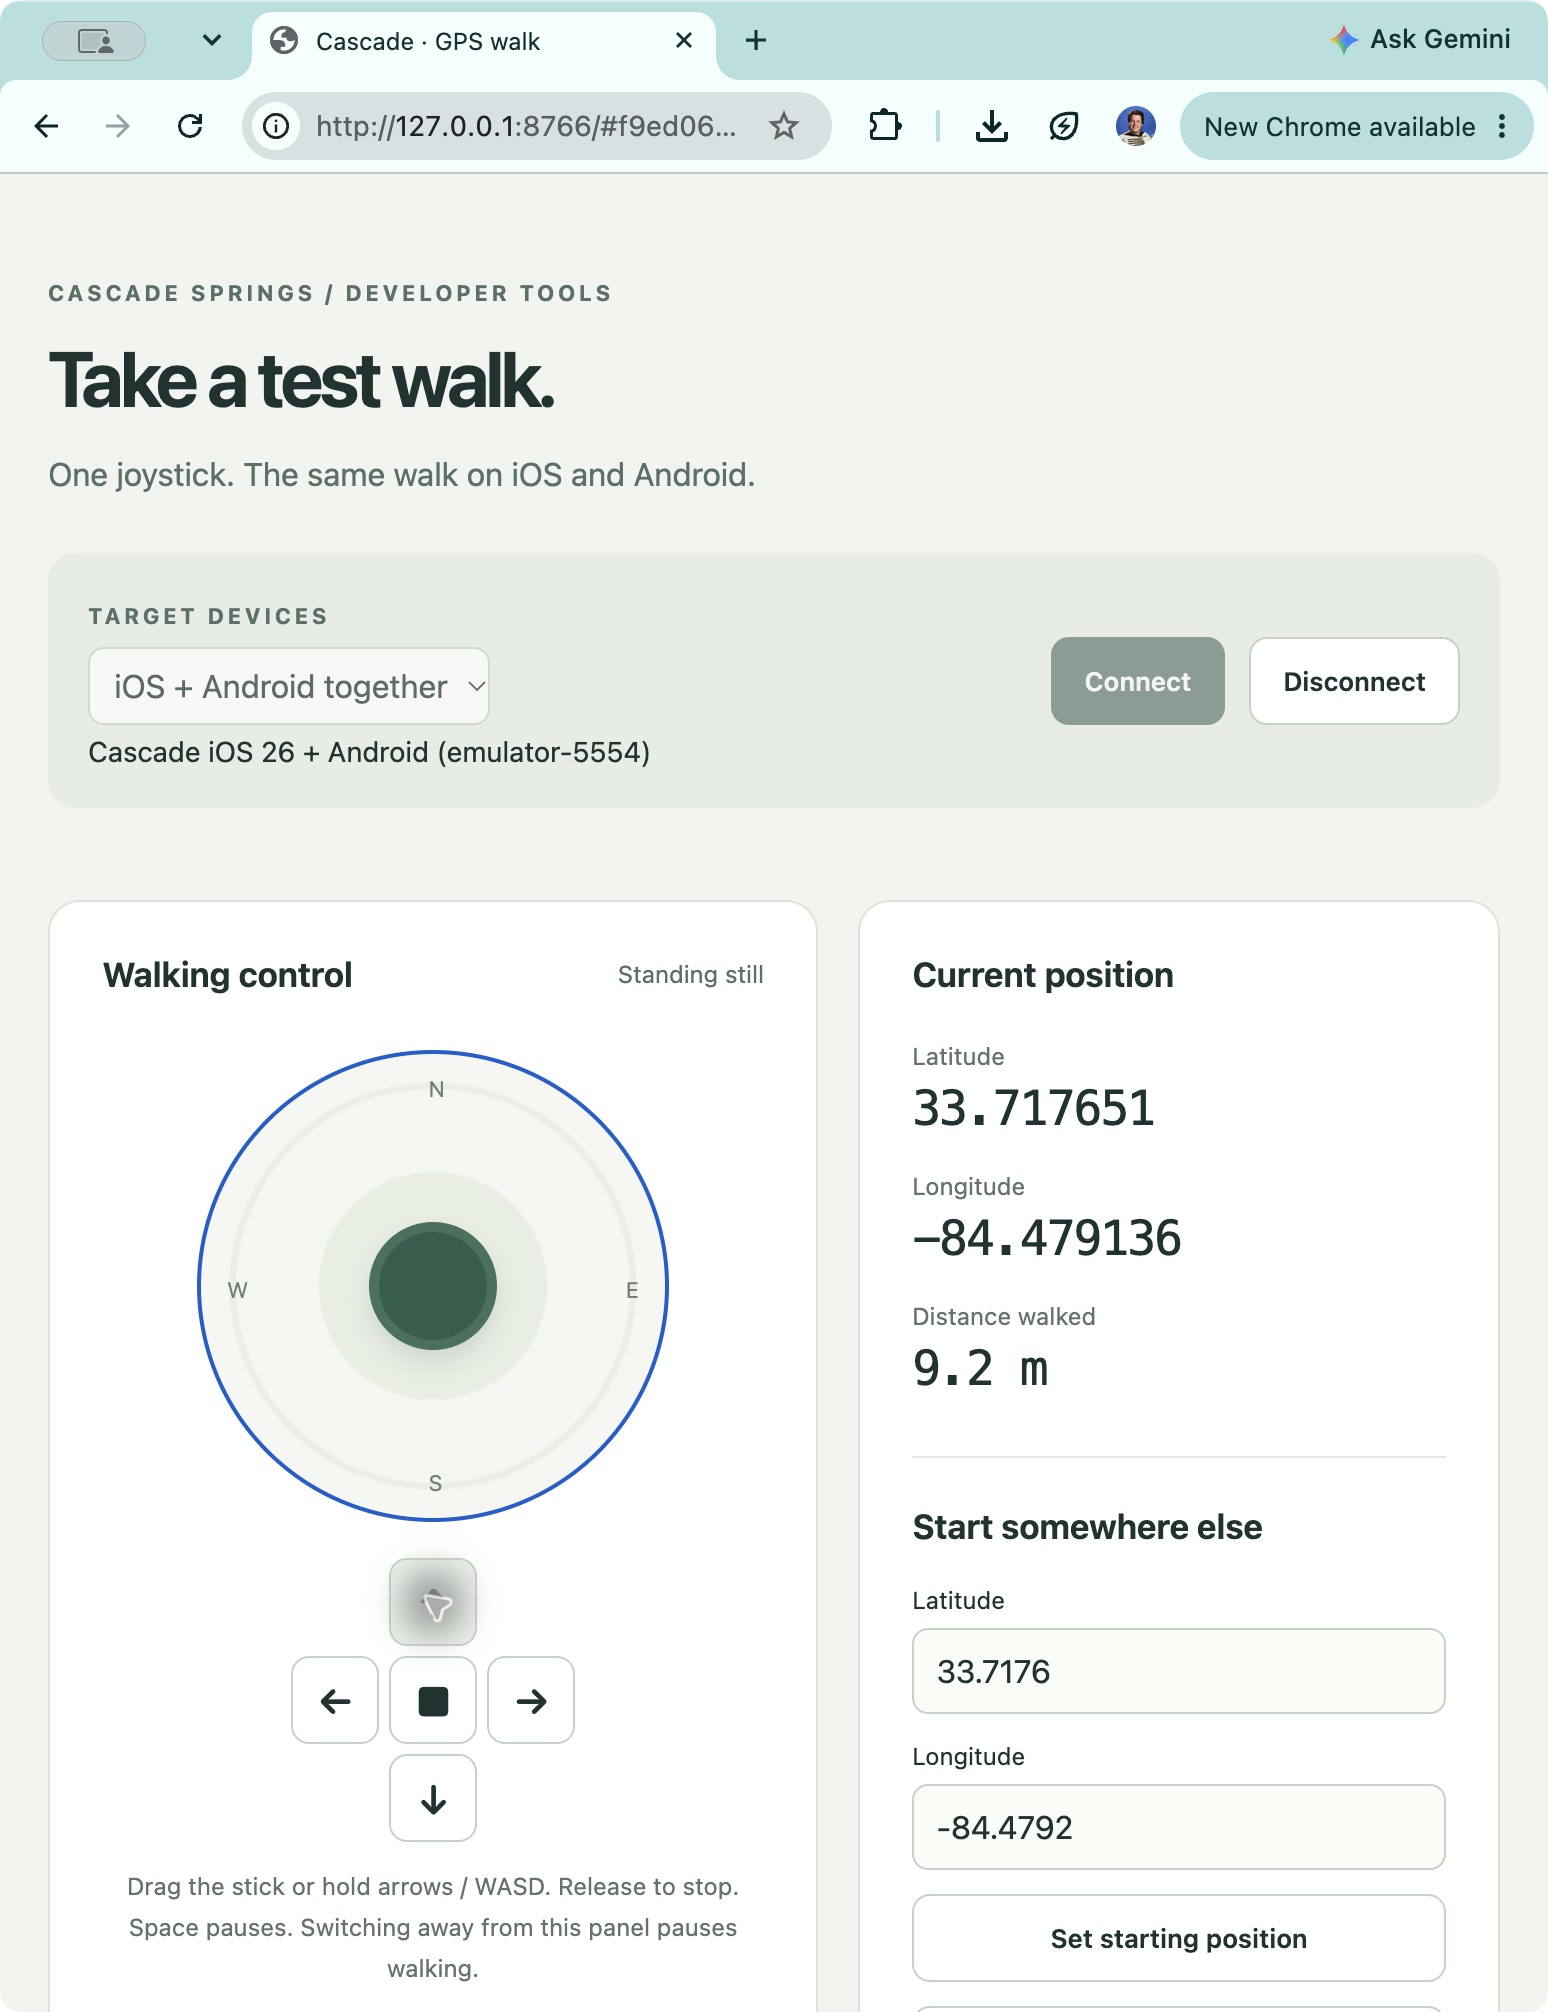 Cascade · GPS walk
Ask Gemini
http://127.0.0.1:8766/#f9ed06...
New Chrome available
CASCADE SPRINGS / DEVELOPER TOOLS
Take a test walk.
One joystick. The same walk on iOS and Android.
TARGET DEVICES
iOS + Android together
Connect
Disconnect
Cascade iOS 26 + Android (emulator-5554)
Walking control
Standing still
N
W
E
S
Drag the stick or hold arrows / WASD. Release to stop.
Space pauses. Switching away from this panel pauses
walking.
Current position
Latitude
33.717651
Longitude
−84.479136
Distance walked
9.2 m
Start somewhere else
Latitude
33.7176
Longitude
-84.4792
Set starting position